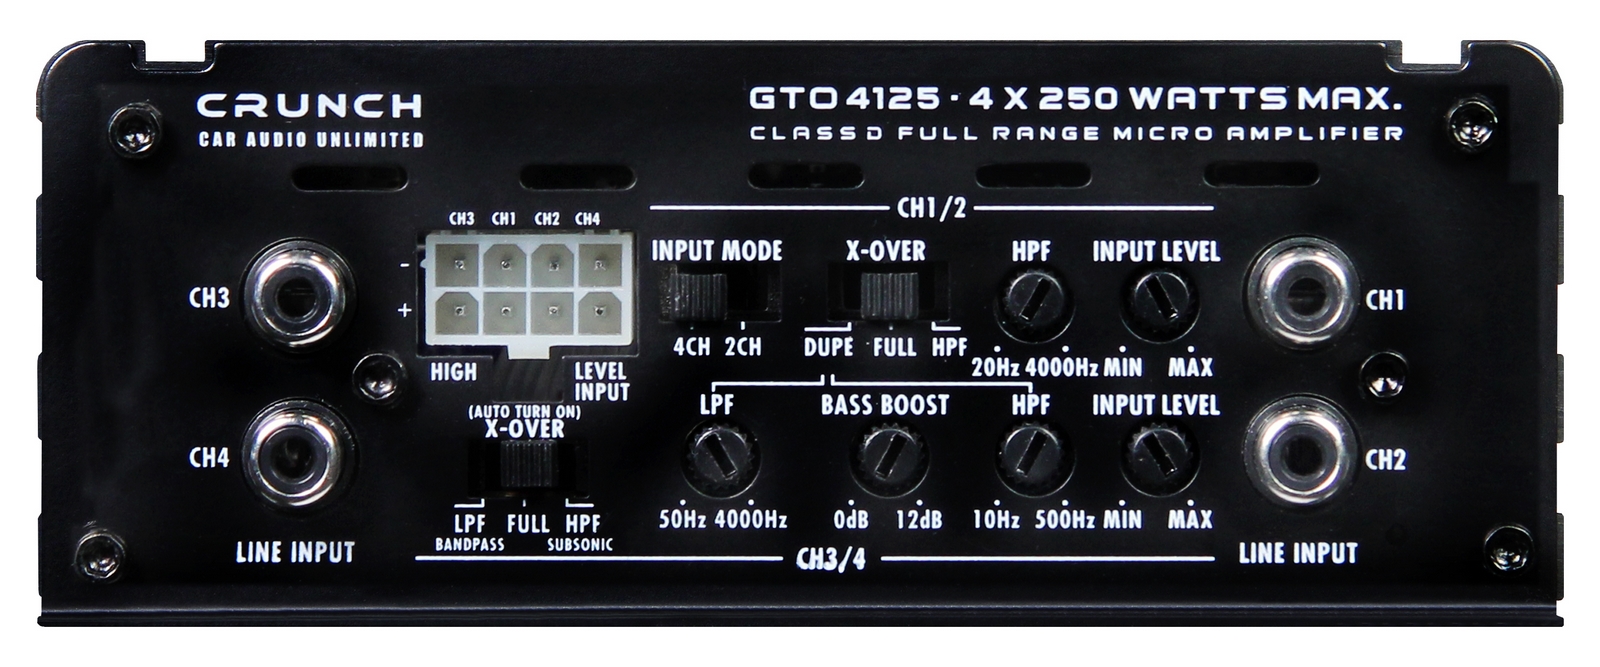 CRUNCH
CAR AUDIO UNLIMITED
GTO 4125 · 4 X 250 WATTS MAX.
CLASS D FULL RANGE MICRO AMPLIFIER
CH1/2
CH3 CH1 CH2 CH4
INPUT MODE X-OVER HPF INPUT LEVEL
-
+
CH3
CH1
4CH 2CH DUPE FULL HPF 20Hz 4000Hz MIN MAX
HIGH LEVEL INPUT
(AUTO TURN ON)
X-OVER
LPF BASS BOOST HPF INPUT LEVEL
CH4
CH2
LPF FULL HPF
BANDPASS SUBSONIC
50Hz 4000Hz 0dB 12dB 10Hz 500Hz MIN MAX
LINE INPUT
CH3/4
LINE INPUT